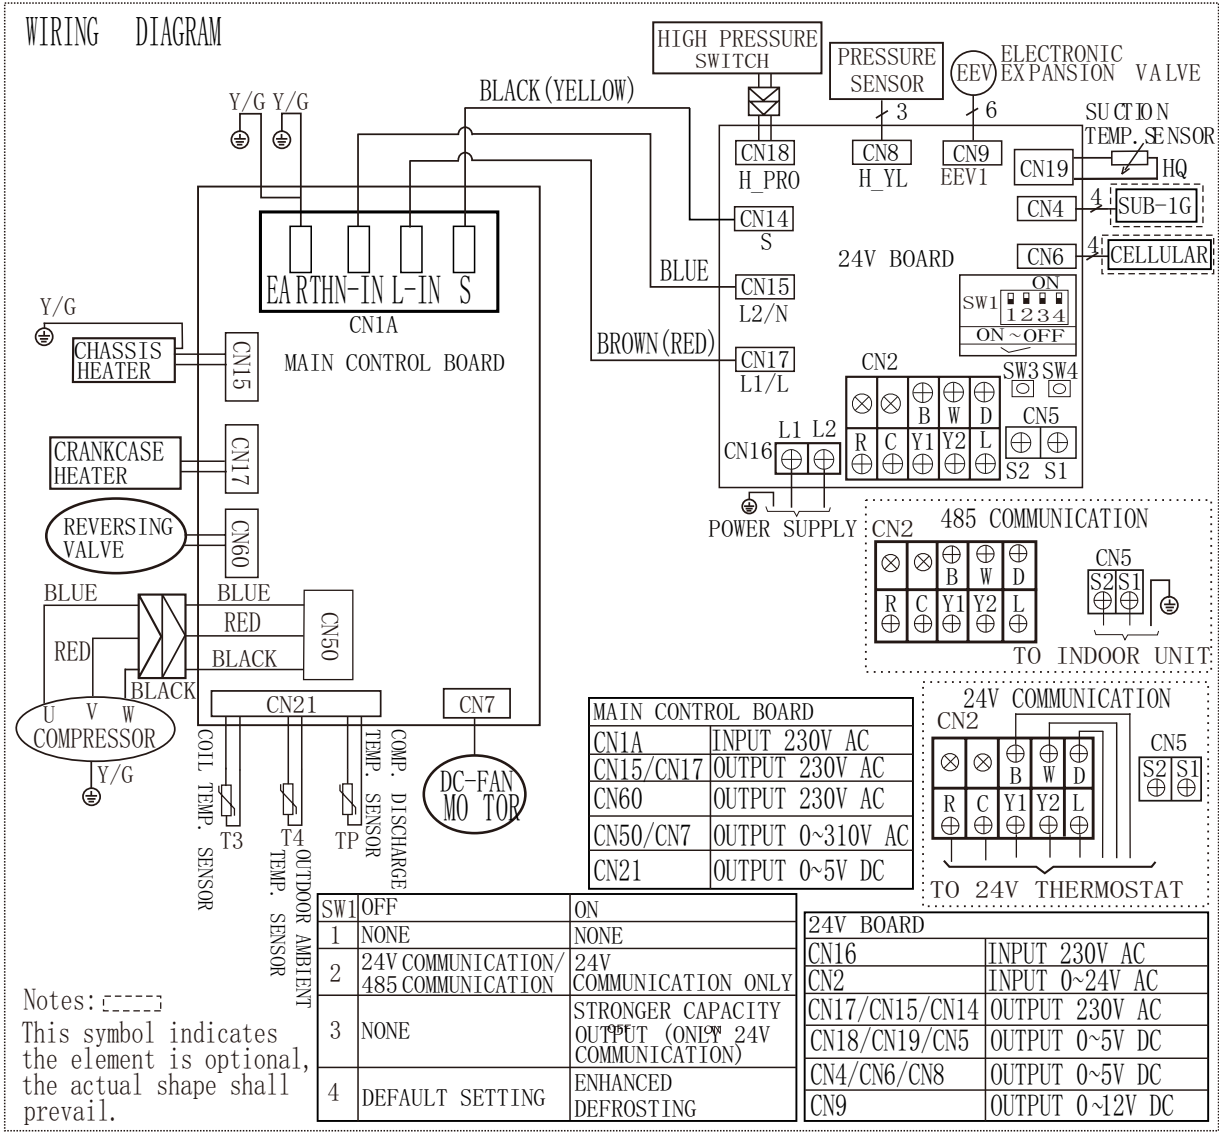 WIRING DIAGRAM
HIGH PRESSURE
SWITCH
PRESSURE
SENSOR
EEV
ELECTRONIC
EXPANSION VALVE
3
6
SUCTION
TEMP. SENSOR
HQ
BLACK(YELLOW)
Y/G Y/G
CN18
H_PRO
CN8
H_YL
CN9
EEV1
CN19
CN4
4
SUB-1G
CN14
S
24V BOARD
CN6
4
CELLULAR
BLUE
CN15
L2/N
SW1
ON
1234
ON~OFF
BROWN(RED)
CN17
L1/L
CN2
SW3 SW4
B W D
R C Y1 Y2 L
CN5
S2 S1
CN16
L1 L2
POWER SUPPLY
EARTH N-IN L-IN S
CN1A
MAIN CONTROL BOARD
Y/G
CHASSIS
HEATER
CN15
CRANKCASE
HEATER
CN17
REVERSING
VALVE
CN60
BLUE
BLUE
RED
RED
BLACK
BLACK
CN50
U V W
COMPRESSOR
Y/G
CN21
CN7
DC-FAN
MOTOR
COIL TEMP. SENSOR
T3
T4
OUTDOOR AMBIENT
TEMP. SENSOR
TP
COMP. DISCHARGE
TEMP. SENSOR
485 COMMUNICATION
CN2
B W D
R C Y1 Y2 L
CN5
S2 S1
TO INDOOR UNIT
24V COMMUNICATION
CN2
B W D
R C Y1 Y2 L
CN5
S2 S1
TO 24V THERMOSTAT
MAIN CONTROL BOARD
CN1A INPUT 230V AC
CN15/CN17 OUTPUT 230V AC
CN60 OUTPUT 230V AC
CN50/CN7 OUTPUT 0~310V AC
CN21 OUTPUT 0~5V DC
SW1 OFF ON
1 NONE NONE
2 24V COMMUNICATION/
485 COMMUNICATION
24V
COMMUNICATION ONLY
3 NONE
STRONGER CAPACITY
OUTPUT (ONLY 24V
COMMUNICATION)
OFF ON
4 DEFAULT SETTING
ENHANCED
DEFROSTING
24V BOARD
CN16 INPUT 230V AC
CN2 INPUT 0~24V AC
CN17/CN15/CN14 OUTPUT 230V AC
CN18/CN19/CN5 OUTPUT 0~5V DC
CN4/CN6/CN8 OUTPUT 0~5V DC
CN9 OUTPUT 0~12V DC
Notes:
This symbol indicates
the element is optional,
the actual shape shall
prevail.